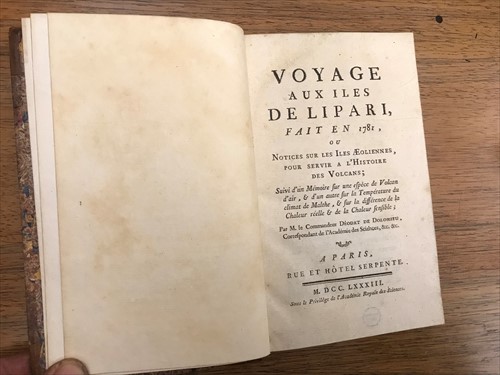 VOYAGE
AUX ILES
DE LIPARI,
FAIT EN 1781,
OU
NOTICES SUR LES ILES ÆOLIENNES,
POUR SERVIR A L'HISTOIRE
DES VOLCANS;
Suivi d'un Mémoire sur une espèce de Volcan
d'air, & d'un autre sur la Température du
climat de Malthe, & sur la différence de la
Chaleur réelle & de la Chaleur sensible;
Par M. le Commandeur DÉODAT DE DOLOMIEU,
Correspondant de l'Académie des Sciences, &c. &c.
A PARIS,
RUE ET HÔTEL SERPENTE.
M. DCC. LXXXIII.
sous le Privilège de l'Académie Royale des Sciences.